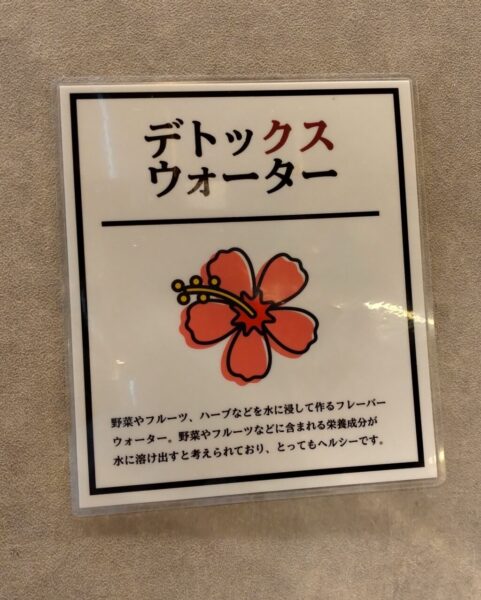 デトックス
ウォーター
野菜やフルーツ、ハーブなどを水に浸して作るフレーバー
ウォーター。野菜やフルーツなどに含まれる栄養成分が
水に溶け出すと考えられており、とってもヘルシーです。